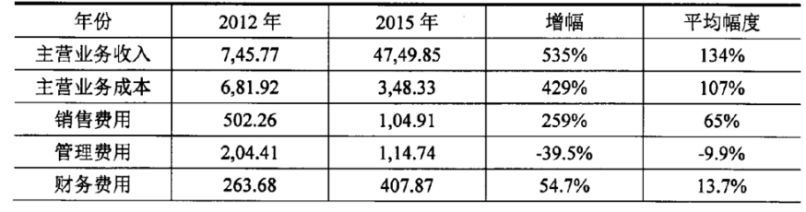 年份 2012 年 2015 年 增幅 平均幅度
主营业务收入 7,45.77 47,49.85 535% 134%
主营业务成本 6,81.92 3,48.33 429% 107%
销售费用 502.26 1,04.91 259% 65%
管理费用 2,04.41 1,14.74 -39.5% -9.9%
财务费用 263.68 407.87 54.7% 13.7%